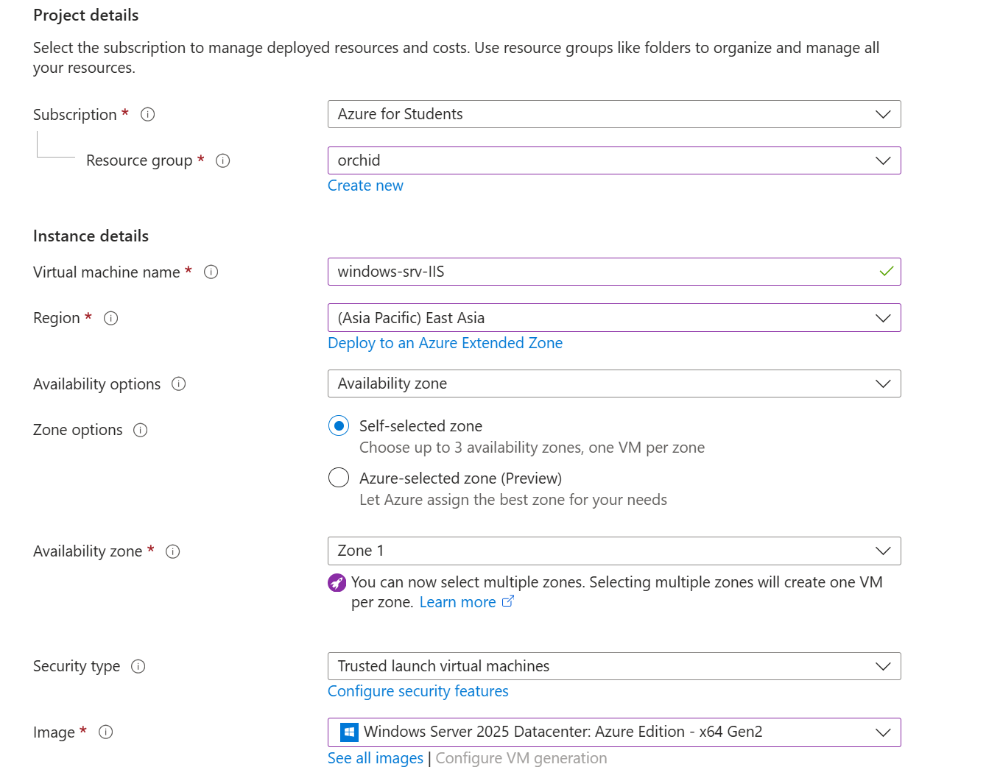 Project details
Select the subscription to manage deployed resources and costs. Use resource groups like folders to organize and manage all
your resources.
Subscription *
Azure for Students
Resource group *
orchid
Create new
Instance details
Virtual machine name *
windows-srv-IIS
Region *
(Asia Pacific) East Asia
Deploy to an Azure Extended Zone
Availability options
Availability zone
Zone options
Self-selected zone
Choose up to 3 availability zones, one VM per zone
Azure-selected zone (Preview)
Let Azure assign the best zone for your needs
Availability zone *
Zone 1
You can now select multiple zones. Selecting multiple zones will create one VM
per zone. Learn more
Security type
Trusted launch virtual machines
Configure security features
Image *
Windows Server 2025 Datacenter: Azure Edition - x64 Gen2
See all images | Configure VM generation